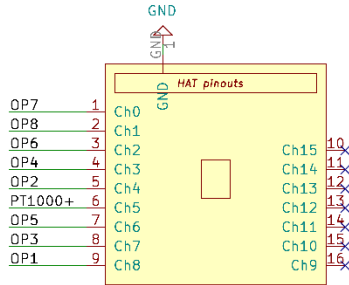 GND
GND 1
HAT pinouts
GND
OP7 1 Ch0
OP8 2 Ch1
OP6 3 Ch2 Ch15 10
OP4 4 Ch3 Ch14 11
OP2 5 Ch4 Ch13 12
PT1000+ 6 Ch5 Ch12 13
OP5 7 Ch6 Ch11 14
OP3 8 Ch7 Ch10 15
OP1 9 Ch8 Ch9 16